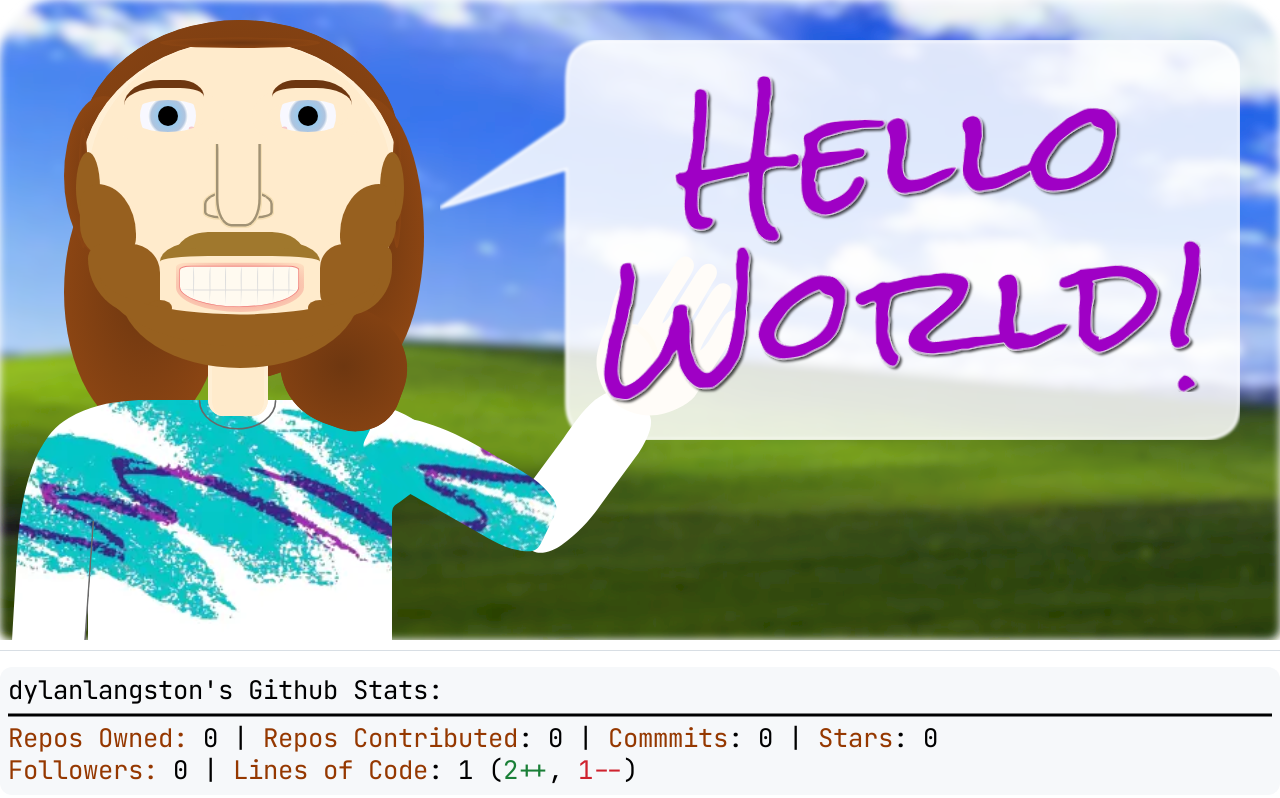 Hello
World!
dylanlangston's Github Stats:
Repos Owned: 0 | Repos Contributed: 0 | Commmits: 0 | Stars: 0
Followers: 0 | Lines of Code: 1 (2++, 1--)